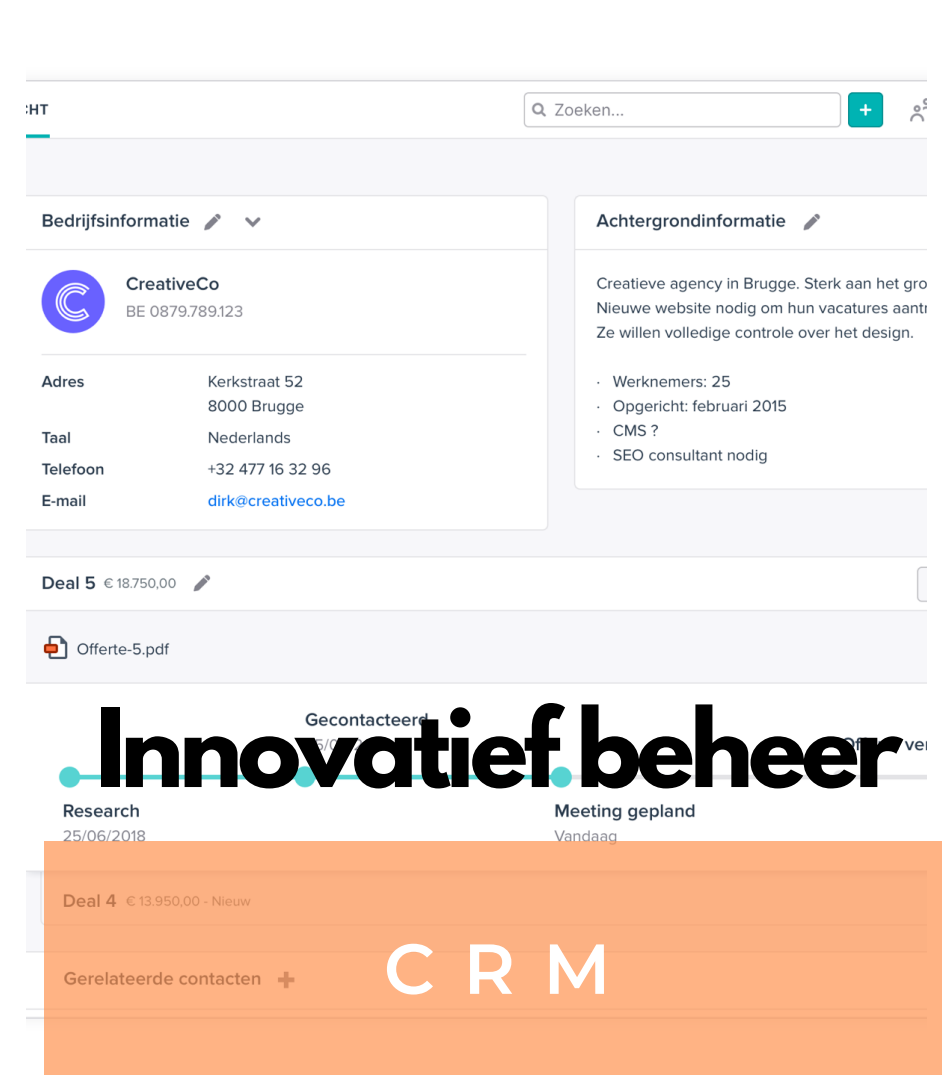 Zoeken...
+
Bedrijfsinformatie
CreativeCo
BE 0879.789.123
Adres Kerkstraat 52
8000 Brugge
Taal Nederlands
Telefoon +32 477 16 32 96
E-mail dirk@creativeco.be
Achtergrondinformatie
Creatieve agency in Brugge. Sterk aan het
Nieuwe website nodig om hun vacatures
Ze willen volledige controle over het design.
· Werknemers: 25
· Opgericht: februari 2015
· CMS ?
· SEO consultant nodig
Deal 5 € 18.750,00
Offerte-5.pdf
Gecontacteerd
Innovatief beheer
Research
25/06/2018
Meeting gepland
Vandaag
Deal 4 € 13.950,00 - Nieuw
Gerelateerde contacten +
CRM